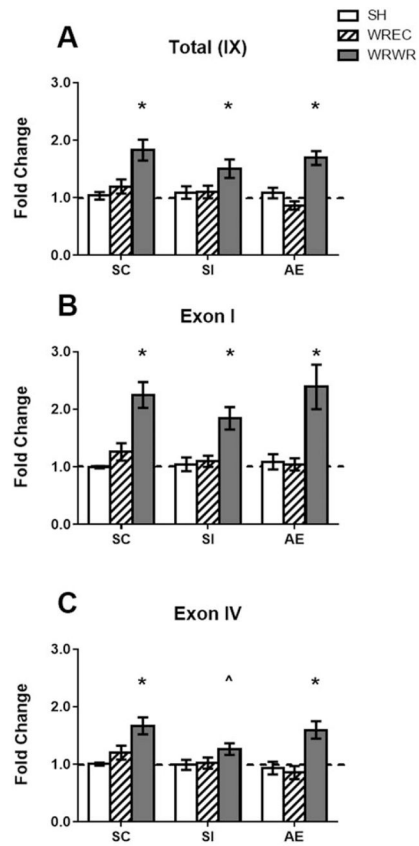 SH
WREC
WRWR
A
Total (IX)
Fold Change
3.0
2.0
1.0
0.0
* * *
SC SI AE
B
Exon I
Fold Change
3.0
2.0
1.0
0.0
* * *
SC SI AE
C
Exon IV
Fold Change
3.0
2.0
1.0
0.0
* ^ *
SC SI AE